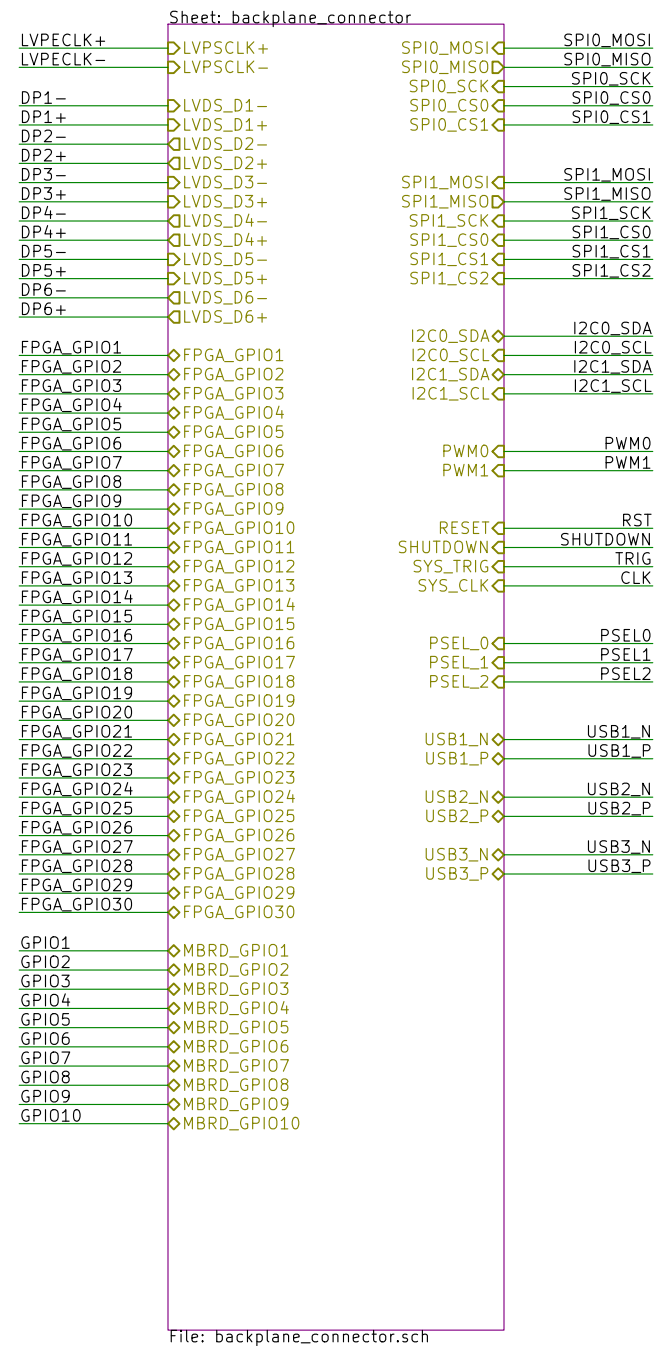 Sheet: backplane_connector
LVPECLK+ LVPSCLK+ SPI0_MOSI SPI0_MOSI
LVPECLK- LVPSCLK- SPI0_MISO SPI0_MISO
SPI0_SCK SPI0_SCK
DP1- LVDS_D1- SPI0_CS0 SPI0_CS0
DP1+ LVDS_D1+ SPI0_CS1 SPI0_CS1
DP2- LVDS_D2-
DP2+ LVDS_D2+
DP3- LVDS_D3- SPI1_MOSI SPI1_MOSI
DP3+ LVDS_D3+ SPI1_MISO SPI1_MISO
DP4- LVDS_D4- SPI1_SCK SPI1_SCK
DP4+ LVDS_D4+ SPI1_CS0 SPI1_CS0
DP5- LVDS_D5- SPI1_CS1 SPI1_CS1
DP5+ LVDS_D5+ SPI1_CS2 SPI1_CS2
DP6- LVDS_D6-
DP6+ LVDS_D6+
I2C0_SDA I2C0_SDA
FPGA_GPIO1 FPGA_GPIO1 I2C0_SCL I2C0_SCL
FPGA_GPIO2 FPGA_GPIO2 I2C1_SDA I2C1_SDA
FPGA_GPIO3 FPGA_GPIO3 I2C1_SCL I2C1_SCL
FPGA_GPIO4 FPGA_GPIO4
FPGA_GPIO5 FPGA_GPIO5
FPGA_GPIO6 FPGA_GPIO6 PWM0 PWM0
FPGA_GPIO7 FPGA_GPIO7 PWM1 PWM1
FPGA_GPIO8 FPGA_GPIO8
FPGA_GPIO9 FPGA_GPIO9
FPGA_GPIO10 FPGA_GPIO10 RESET RST
FPGA_GPIO11 FPGA_GPIO11 SHUTDOWN SHUTDOWN
FPGA_GPIO12 FPGA_GPIO12 SYS_TRIG TRIG
FPGA_GPIO13 FPGA_GPIO13 SYS_CLK CLK
FPGA_GPIO14 FPGA_GPIO14
FPGA_GPIO15 FPGA_GPIO15
FPGA_GPIO16 FPGA_GPIO16 PSEL_0 PSEL0
FPGA_GPIO17 FPGA_GPIO17 PSEL_1 PSEL1
FPGA_GPIO18 FPGA_GPIO18 PSEL_2 PSEL2
FPGA_GPIO19 FPGA_GPIO19
FPGA_GPIO20 FPGA_GPIO20
FPGA_GPIO21 FPGA_GPIO21 USB1_N USB1_N
FPGA_GPIO22 FPGA_GPIO22 USB1_P USB1_P
FPGA_GPIO23 FPGA_GPIO23
FPGA_GPIO24 FPGA_GPIO24 USB2_N USB2_N
FPGA_GPIO25 FPGA_GPIO25 USB2_P USB2_P
FPGA_GPIO26 FPGA_GPIO26
FPGA_GPIO27 FPGA_GPIO27 USB3_N USB3_N
FPGA_GPIO28 FPGA_GPIO28 USB3_P USB3_P
FPGA_GPIO29 FPGA_GPIO29
FPGA_GPIO30 FPGA_GPIO30
GPIO1 MBRD_GPIO1
GPIO2 MBRD_GPIO2
GPIO3 MBRD_GPIO3
GPIO4 MBRD_GPIO4
GPIO5 MBRD_GPIO5
GPIO6 MBRD_GPIO6
GPIO7 MBRD_GPIO7
GPIO8 MBRD_GPIO8
GPIO9 MBRD_GPIO9
GPIO10 MBRD_GPIO10
File: backplane_connector.sch